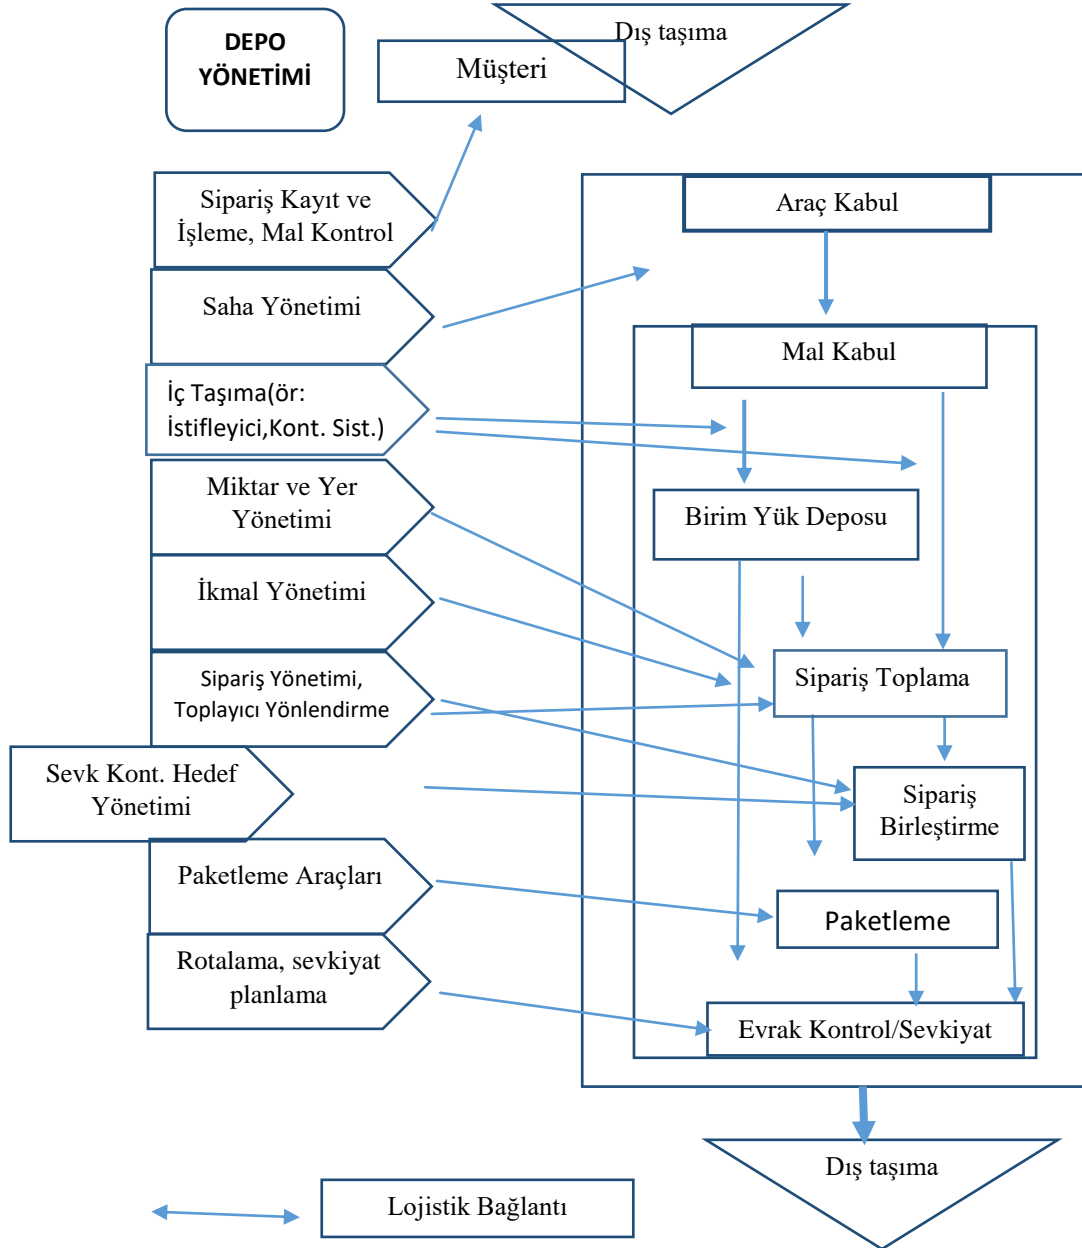 DEPO
YÖNETİMİ
Müşteri
Dış taşıma
Sipariş Kayıt ve
İşleme, Mal Kontrol
Saha Yönetimi
İç Taşıma(ör:
İstifleyici,Kont. Sist.)
Miktar ve Yer
Yönetimi
İkmal Yönetimi
Sipariş Yönetimi,
Toplayıcı Yönlendirme
Sevk Kont. Hedef
Yönetimi
Paketleme Araçları
Rotalama, sevkiyat
planlama
Araç Kabul
Mal Kabul
Birim Yük Deposu
Sipariş Toplama
Sipariş
Birleştirme
Paketleme
Evrak Kontrol/Sevkiyat
Dış taşıma
Lojistik Bağlantı